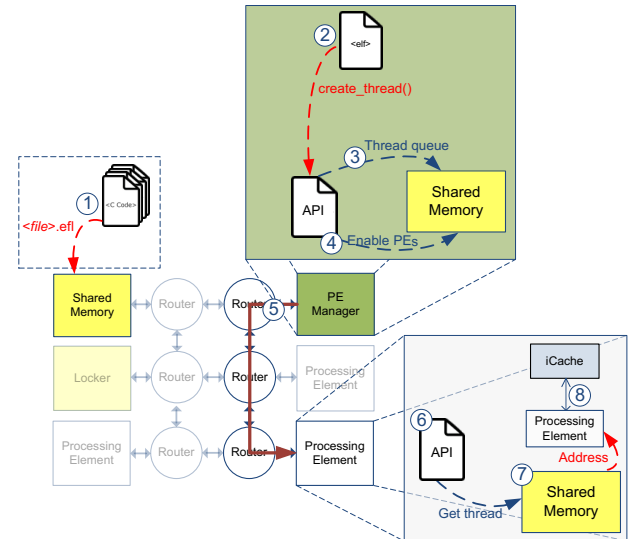 2
<elf>
create_thread()
3
Thread queue
API
Shared
Memory
4
Enable PEs
1
<C Code>
<file>.efl
Shared
Memory
Router
Router
5
PE
Manager
Locker
Router
Router
Processing
Element
Processing
Element
Router
Router
Processing
Element
iCache
8
Processing
Element
6
API
Address
7
Get thread
Shared
Memory